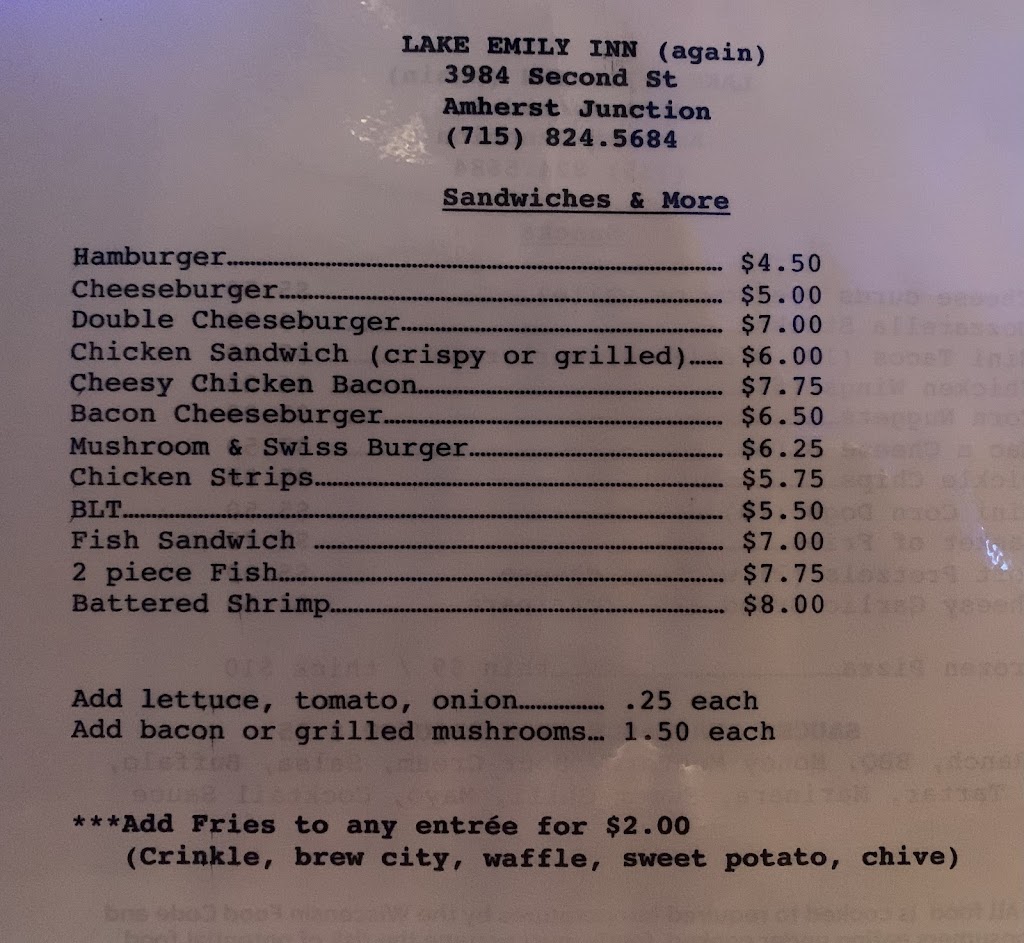 LAKE EMILY INN (again)
3984 Second St
Amherst Junction
(715) 824.5684
Sandwiches & More
Hamburger................................ $4.50
Cheeseburger................................ $5.00
Double Cheeseburger................................ $7.00
Chicken Sandwich (crispy or grilled)...... $6.00
Cheesy Chicken Bacon................................ $7.75
Bacon Cheeseburger................................ $6.50
Mushroom & Swiss Burger................................ $6.25
Chicken Strips................................ $5.75
BLT................................ $5.50
Fish Sandwich ................................ $7.00
2 piece Fish................................ $7.75
Battered Shrimp................................ $8.00
Add lettuce, tomato, onion............... .25 each
Add bacon or grilled mushrooms... 1.50 each
***Add Fries to any entrée for $2.00
(Crinkle, brew city, waffle, sweet potato, chive)